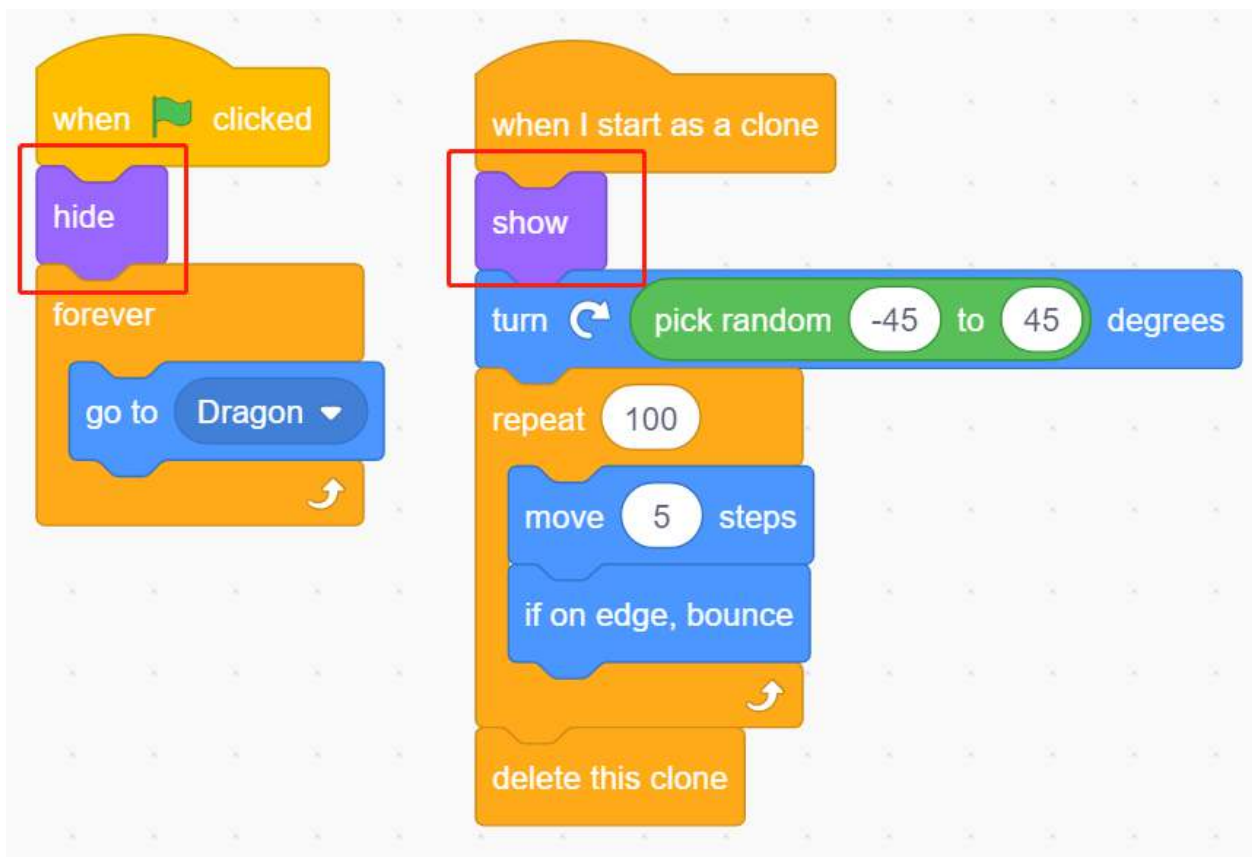 when clicked
hide
forever
go to Dragon
when I start as a clone
show
turn pick random -45 to 45 degrees
repeat 100
move 5 steps
if on edge, bounce
delete this clone